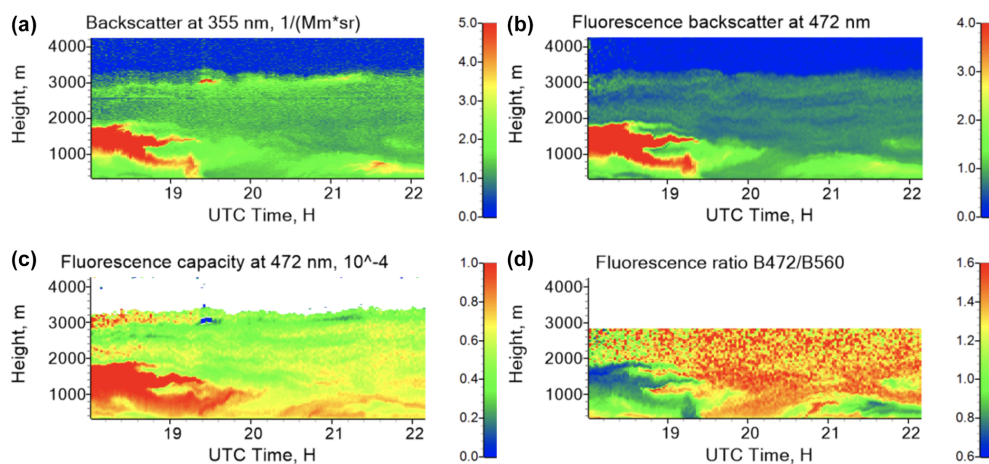 (a) Backscatter at 355 nm, 1/(Mm*sr)
Height, m
4000
3000
2000
1000
19 20 21 22
UTC Time, H
5.0
4.0
3.0
2.0
1.0
0.0
(b) Fluorescence backscatter at 472 nm
Height, m
4000
3000
2000
1000
19 20 21 22
UTC Time, H
4.0
3.0
2.0
1.0
0.0
(c) Fluorescence capacity at 472 nm, 10^-4
Height, m
4000
3000
2000
1000
19 20 21 22
UTC Time, H
1.0
0.8
0.6
0.4
0.2
0.0
(d) Fluorescence ratio B472/B560
Height, m
4000
3000
2000
1000
19 20 21 22
UTC Time, H
1.6
1.4
1.2
1.0
0.8
0.6